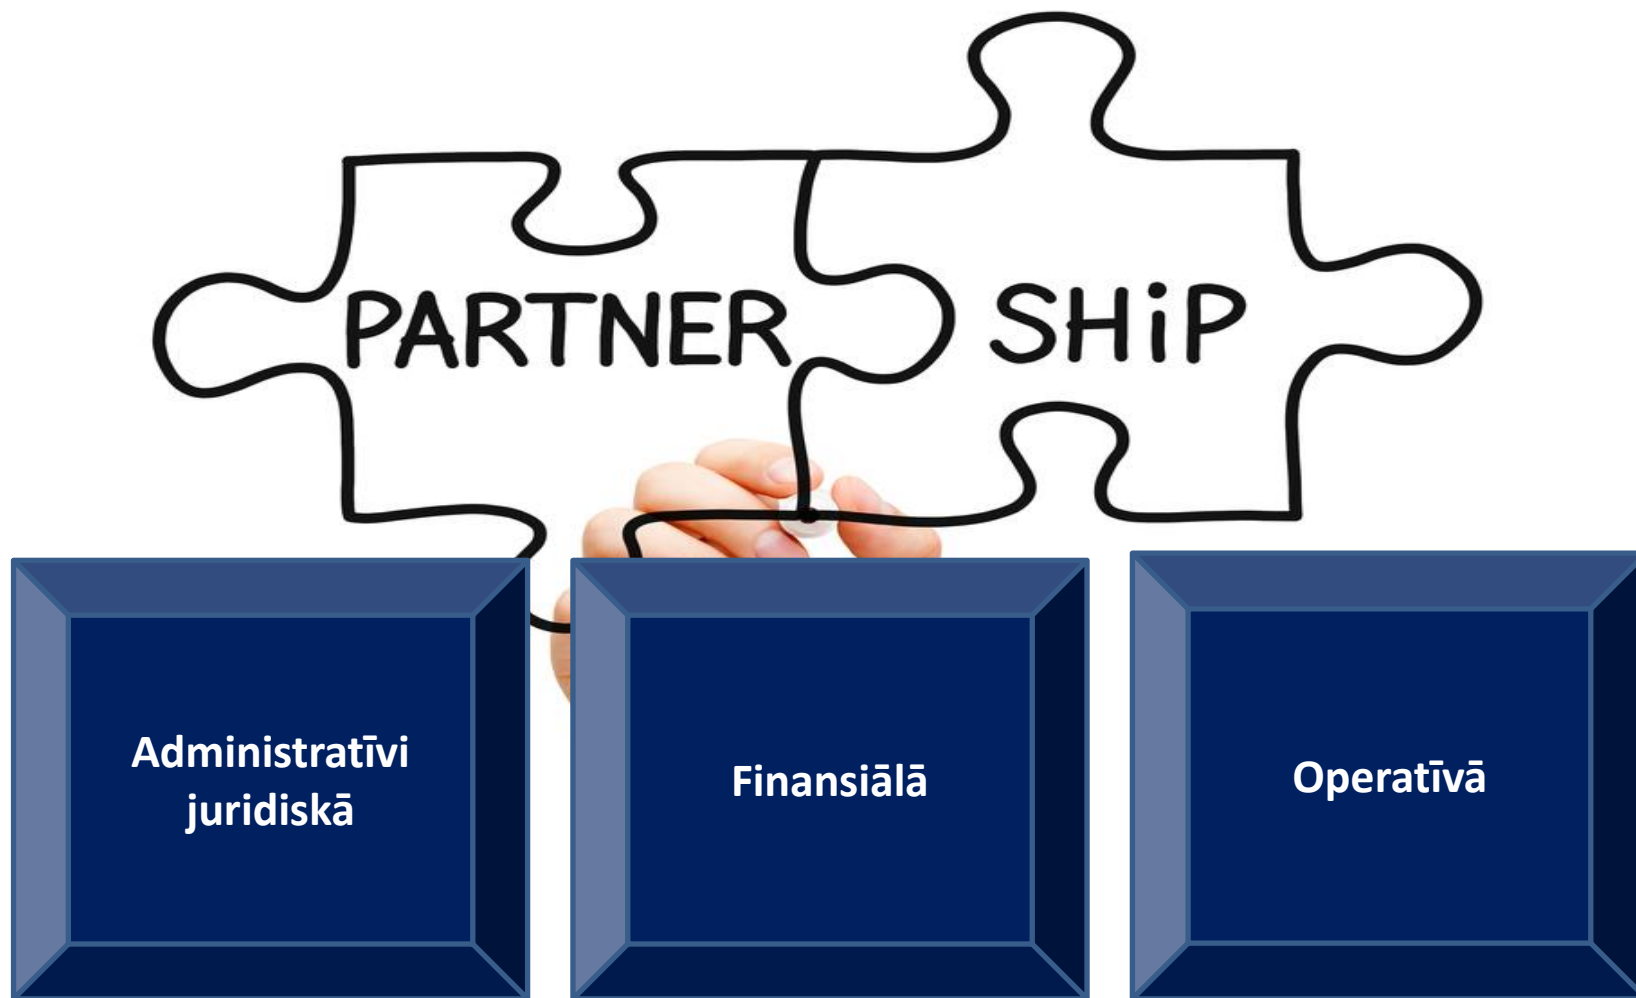 PARTNER SHiP
Administratīvi
juridiskā
Finansiālā
Operatīvā